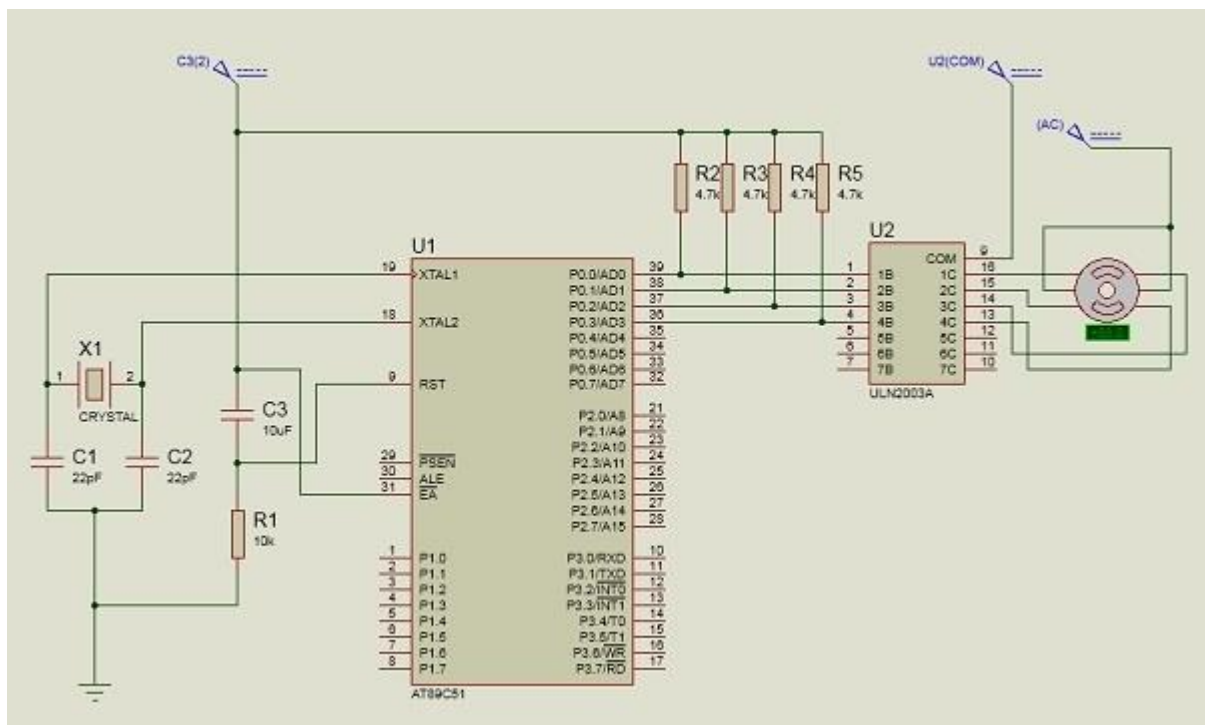 C3(2)
U2(COM)
(AC)
R2
4.7k
R3
4.7k
R4
4.7k
R5
4.7k
U1
U2
19
XTAL1
18
XTAL2
9
RST
29
PSEN
30
ALE
31
EA
1
P1.0
2
P1.1
3
P1.2
4
P1.3
5
P1.4
6
P1.5
7
P1.6
8
P1.7
P0.0/AD0
39
P0.1/AD1
38
P0.2/AD2
37
P0.3/AD3
36
P0.4/AD4
35
P0.5/AD5
34
P0.6/AD6
33
P0.7/AD7
32
P2.0/A8
21
P2.1/A9
22
P2.2/A10
23
P2.3/A11
24
P2.4/A12
25
P2.5/A13
26
P2.6/A14
27
P2.7/A15
28
P3.0/RXD
10
P3.1/TXD
11
P3.2/INT0
12
P3.3/INT1
13
P3.4/T0
14
P3.5/T1
15
P3.6/WR
16
P3.7/RD
17
AT89C51
1
1B
2
2B
3
3B
4
4B
5
5B
6
6B
7
7B
COM
9
1C
16
2C
15
3C
14
4C
13
5C
12
6C
11
7C
10
ULN2003A
X1
1
2
CRYSTAL
C1
22pF
C2
22pF
C3
10uF
R1
10k